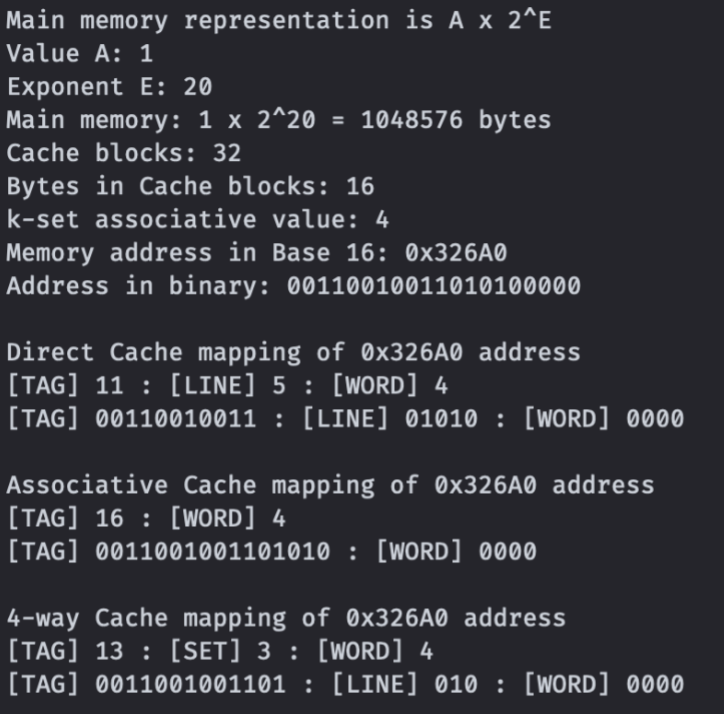 Main memory representation is A x 2^E
Value A: 1
Exponent E: 20
Main memory: 1 x 2^20 = 1048576 bytes
Cache blocks: 32
Bytes in Cache blocks: 16
k-set associative value: 4
Memory address in Base 16: 0x326A0
Address in binary: 00110010011010100000
Direct Cache mapping of 0x326A0 address
[TAG] 11 : [LINE] 5 : [WORD] 4
[TAG] 00110010011 : [LINE] 01010 : [WORD] 0000
Associative Cache mapping of 0x326A0 address
[TAG] 16 : [WORD] 4
[TAG] 0011001001101010 : [WORD] 0000
4-way Cache mapping of 0x326A0 address
[TAG] 13 : [SET] 3 : [WORD] 4
[TAG] 0011001001101 : [LINE] 010 : [WORD] 0000